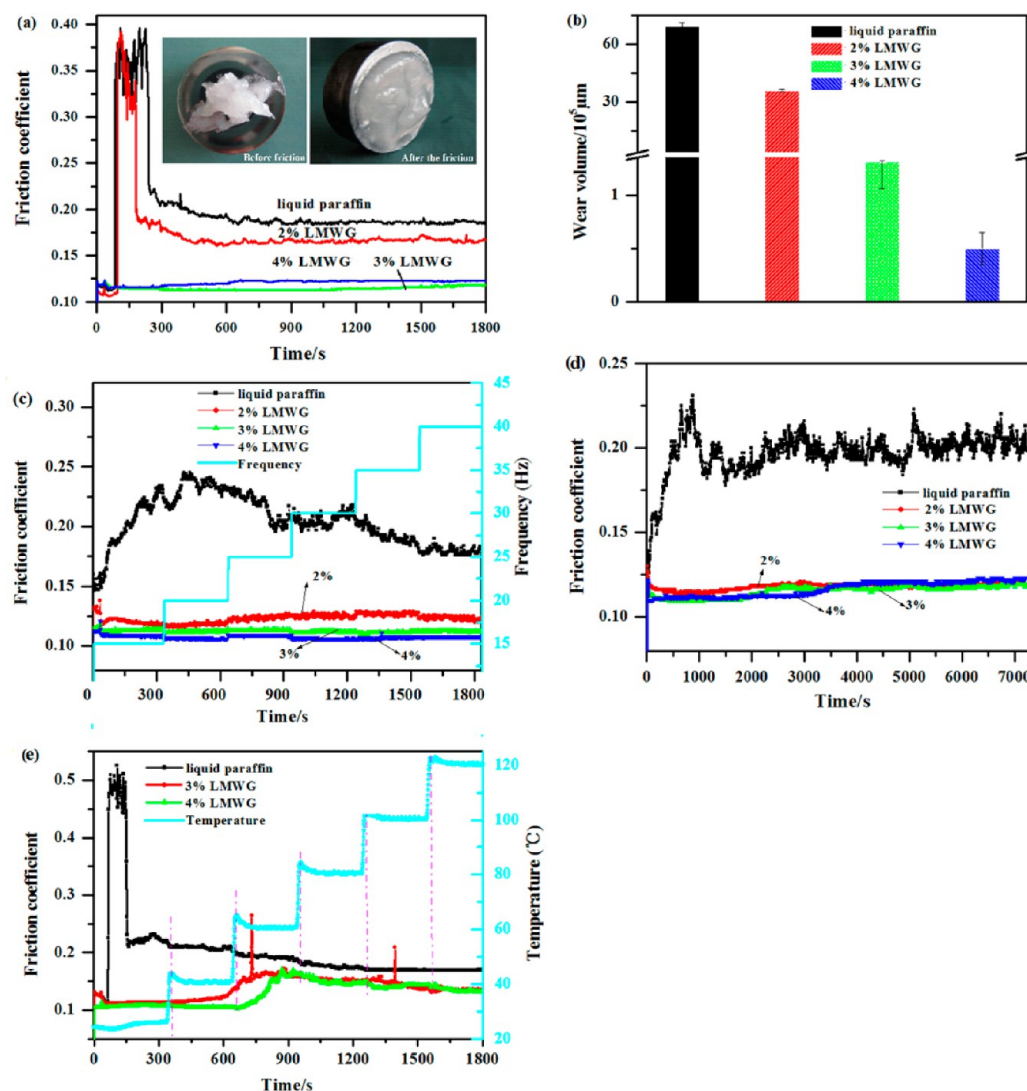 (a)
0.40
0.35
0.30
0.25
0.20
0.15
0.10
Friction coefficient
Before friction
After the friction
liquid paraffin
2% LMWG
4% LMWG
3% LMWG
0 300 600 900 1200 1500 1800
Time/s
(b)
60
30
1
0
Wear volume/10⁵μm
liquid paraffin
2% LMWG
3% LMWG
4% LMWG
(c)
0.30
0.25
0.20
0.15
0.10
Friction coefficient
liquid paraffin
2% LMWG
3% LMWG
4% LMWG
Frequency
2%
3%
4%
45
40
35
30
25
20
15
Frequency (Hz)
0 300 600 900 1200 1500 1800
Time/s
(d)
0.25
0.20
0.15
0.10
Friction coefficient
liquid paraffin
2% LMWG
3% LMWG
4% LMWG
2%
4%
3%
0 1000 2000 3000 4000 5000 6000 7000
Time/s
(e)
0.5
0.4
0.3
0.2
0.1
Friction coefficient
liquid paraffin
3% LMWG
4% LMWG
Temperature
120
100
80
60
40
20
Temperature (℃)
0 300 600 900 1200 1500 1800
Time/s